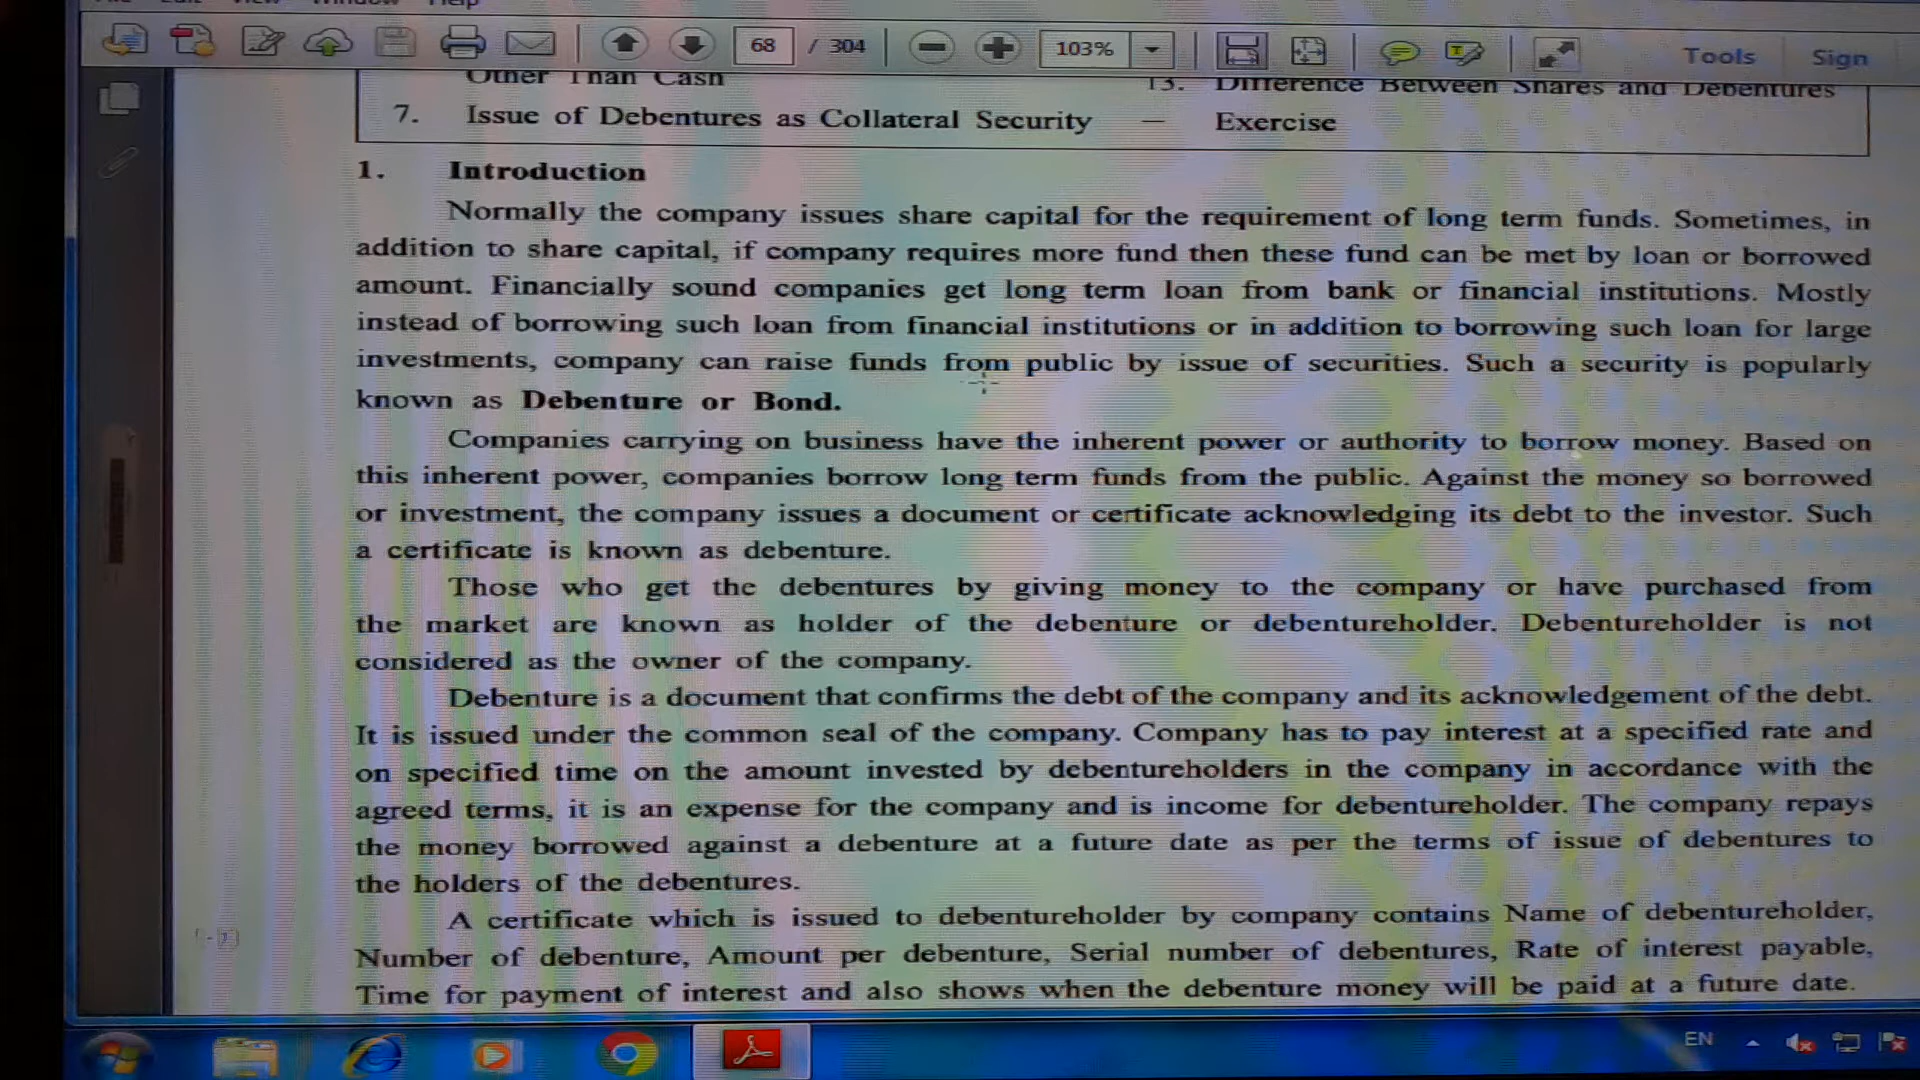 68 / 304 103% Tools Sign
Other Than Cash 13. Difference Between Shares and Debentures
7. Issue of Debentures as Collateral Security — Exercise
1. Introduction
Normally the company issues share capital for the requirement of long term funds. Sometimes, in
addition to share capital, if company requires more fund then these fund can be met by loan or borrowed
amount. Financially sound companies get long term loan from bank or financial institutions. Mostly
instead of borrowing such loan from financial institutions or in addition to borrowing such loan for large
investments, company can raise funds from public by issue of securities. Such a security is popularly
known as Debenture or Bond.
Companies carrying on business have the inherent power or authority to borrow money. Based on
this inherent power, companies borrow long term funds from the public. Against the money so borrowed
or investment, the company issues a document or certificate acknowledging its debt to the investor. Such
a certificate is known as debenture.
Those who get the debentures by giving money to the company or have purchased from
the market are known as holder of the debenture or debentureholder. Debentureholder is not
considered as the owner of the company.
Debenture is a document that confirms the debt of the company and its acknowledgement of the debt.
It is issued under the common seal of the company. Company has to pay interest at a specified rate and
on specified time on the amount invested by debentureholders in the company in accordance with the
agreed terms, it is an expense for the company and is income for debentureholder. The company repays
the money borrowed against a debenture at a future date as per the terms of issue of debentures to
the holders of the debentures.
A certificate which is issued to debentureholder by company contains Name of debentureholder,
Number of debenture, Amount per debenture, Serial number of debentures, Rate of interest payable,
Time for payment of interest and also shows when the debenture money will be paid at a future date.
EN